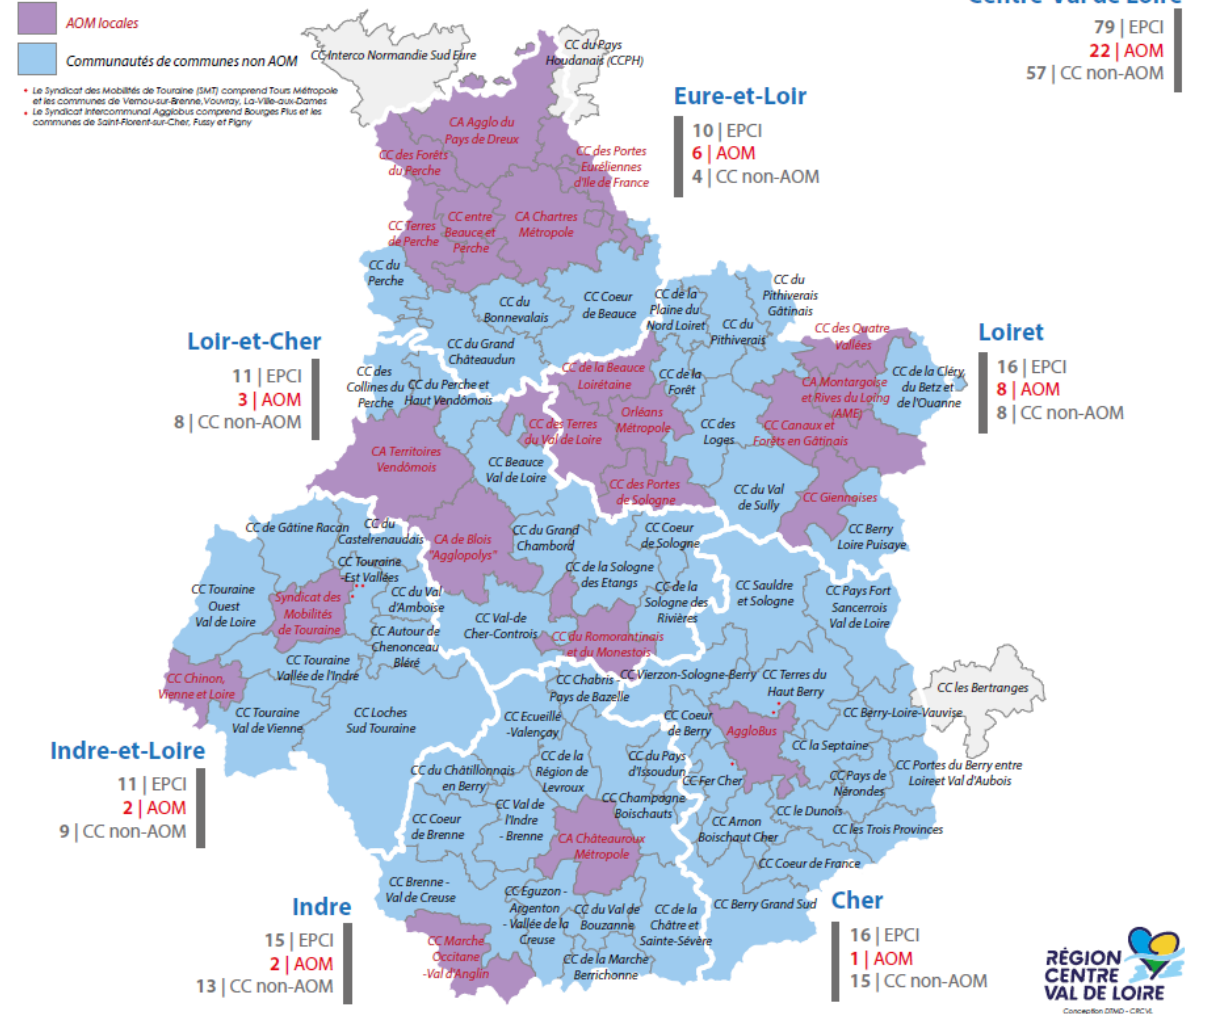 Centre-Val de Loire
79 | EPCI
22 | AOM
57 | CC non-AOM
AOM locales
Communautés de communes non AOM
• Le Syndicat des Mobilités de Touraine (SMT) comprend Tours Métropole
et les communes de Vernou-sur-Brenne, Vouvray, La-Ville-aux-Dames
• Le Syndicat Intercommunal Agglobus comprend Bourges Plus et les
communes de Saint-Florent-sur-Cher, Fussy et Pigny
CC Interco Normandie Sud Eure
CC du Pays
Houdanais (CCPH)
Eure-et-Loir
10 | EPCI
6 | AOM
4 | CC non-AOM
CA Agglo du
Pays de Dreux
CC des Forêts
du Perche
CC des Portes
Euréliennes
d'Ile de France
CC Terres
de Perche
CC entre
Beauce et
Perche
CA Chartres
Métropole
CC du
Perche
CC du
Bonnevalais
CC Coeur
de Beauce
CC du Grand
Châteaudun
Loiret
16 | EPCI
8 | AOM
8 | CC non-AOM
CC de la
Plaine du
Nord Loiret
CC du
Pithiverais
CC du
Pithiverais
Gâtinais
CC des Quatre
Vallées
CC de la Beauce
Loirétaine
CC de la
Forêt
CA Montargoise
et Rives du Loing
(AME)
CC de la Cléry,
du Betz et
de l'Ouanne
Orléans
Métropole
CC des Terres
du Val de Loire
CC des
Loges
CC Canaux et
Forêts en Gâtinais
CC des Portes
de Sologne
CC du Val
de Sully
CC Giennoises
CC Berry
Loire Puisaye
Loir-et-Cher
11 | EPCI
3 | AOM
8 | CC non-AOM
CC des
Collines du
Perche
CC du Perche et
Haut Vendômois
CA Territoires
Vendômois
CC Beauce
Val de Loire
CA de Blois
"Agglopolys"
CC du Grand
Chambord
CC Coeur
de Sologne
CC de la Sologne
des Etangs
CC de la
Sologne des
Rivières
CC Val-de
Cher-Controis
CC du Romorantinais
et du Monestois
Indre-et-Loire
11 | EPCI
2 | AOM
9 | CC non-AOM
CC de Gâtine Racan
CC du
Castelrenaudais
CC Touraine
-Est Vallées
CC Touraine
Ouest
Val de Loire
Syndicat des
Mobilités
de Touraine
CC du Val
d'Amboise
CC Autour de
Chenonceau
Bléré
CC Touraine
Vallée de l'Indre
CC Chinon,
Vienne et Loire
CC Touraine
Val de Vienne
CC Loches
Sud Touraine
Indre
15 | EPCI
2 | AOM
13 | CC non-AOM
CC Chabris -
Pays de Bazelle
CC Ecueillé
-Valençay
CC de la
Région de
Levroux
CC du Pays
d'Issoudun
CC du Châtillonnais
en Berry
CC Champagne
Boischauts
CC Val de
l'Indre
- Brenne
CC Coeur
de Brenne
CA Châteauroux
Métropole
CC Brenne -
Val de Creuse
CC Eguzon -
Argenton
- Vallée de la
Creuse
CC du Val de
Bouzanne
CC de la
Châtre et
Sainte-Sévère
CC Marche
Occitane
-Val d'Anglin
CC de la Marche
Berrichonne
Cher
16 | EPCI
1 | AOM
15 | CC non-AOM
CC Sauldre
et Sologne
CC Pays Fort
Sancerrois
Val de Loire
CC Vierzon-Sologne-Berry
CC Terres du
Haut Berry
CC les Bertranges
CC Coeur
de Berry
AggloBus
CC Berry-Loire-Vauvise
CC la Septaine
CC Portes du Berry entre
Loire et Val d'Aubois
CC Fer Cher
CC Pays de
Nérondes
CC le Dunois
CC Arnon
Boischaut Cher
CC les Trois Provinces
CC Coeur de France
CC Berry Grand Sud
RÉGION
CENTRE
VAL DE LOIRE
Conception DTMD - CRCVL